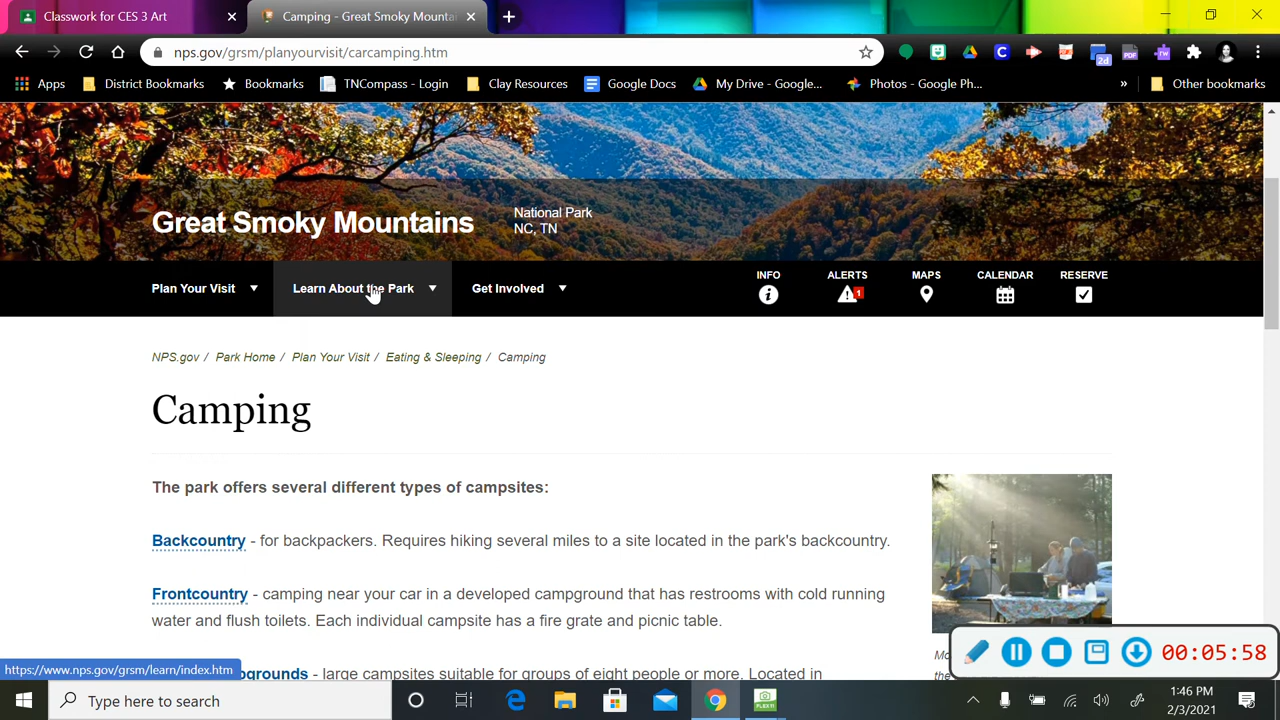 Classwork for CES 3 Art
Camping - Great Smoky Mounta
nps.gov/grsm/planyourvisit/carcamping.htm
2d
Apps District Bookmarks Bookmarks TNCompass - Login Clay Resources Google Docs My Drive - Google... Photos - Google Ph... » Other bookmarks
Great Smoky Mountains
National Park
NC, TN
Plan Your Visit Learn About the Park Get Involved
INFO ALERTS MAPS CALENDAR RESERVE
1
NPS.gov / Park Home / Plan Your Visit / Eating & Sleeping / Camping
Camping
The park offers several different types of campsites:
Backcountry - for backpackers. Requires hiking several miles to a site located in the park's backcountry.
Frontcountry - camping near your car in a developed campground that has restrooms with cold running
water and flush toilets. Each individual campsite has a fire grate and picnic table.
- large campsites suitable for groups of eight people or more. Located in
https://www.nps.gov/grsm/learn/index.htm
00:05:58
Type here to search
1:46 PM
2/3/2021